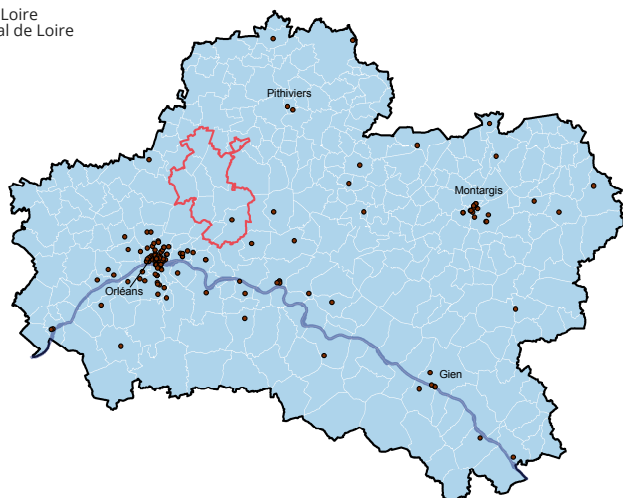 Loire
al de Loire
Pithiviers
Montargis
Orléans
Gien